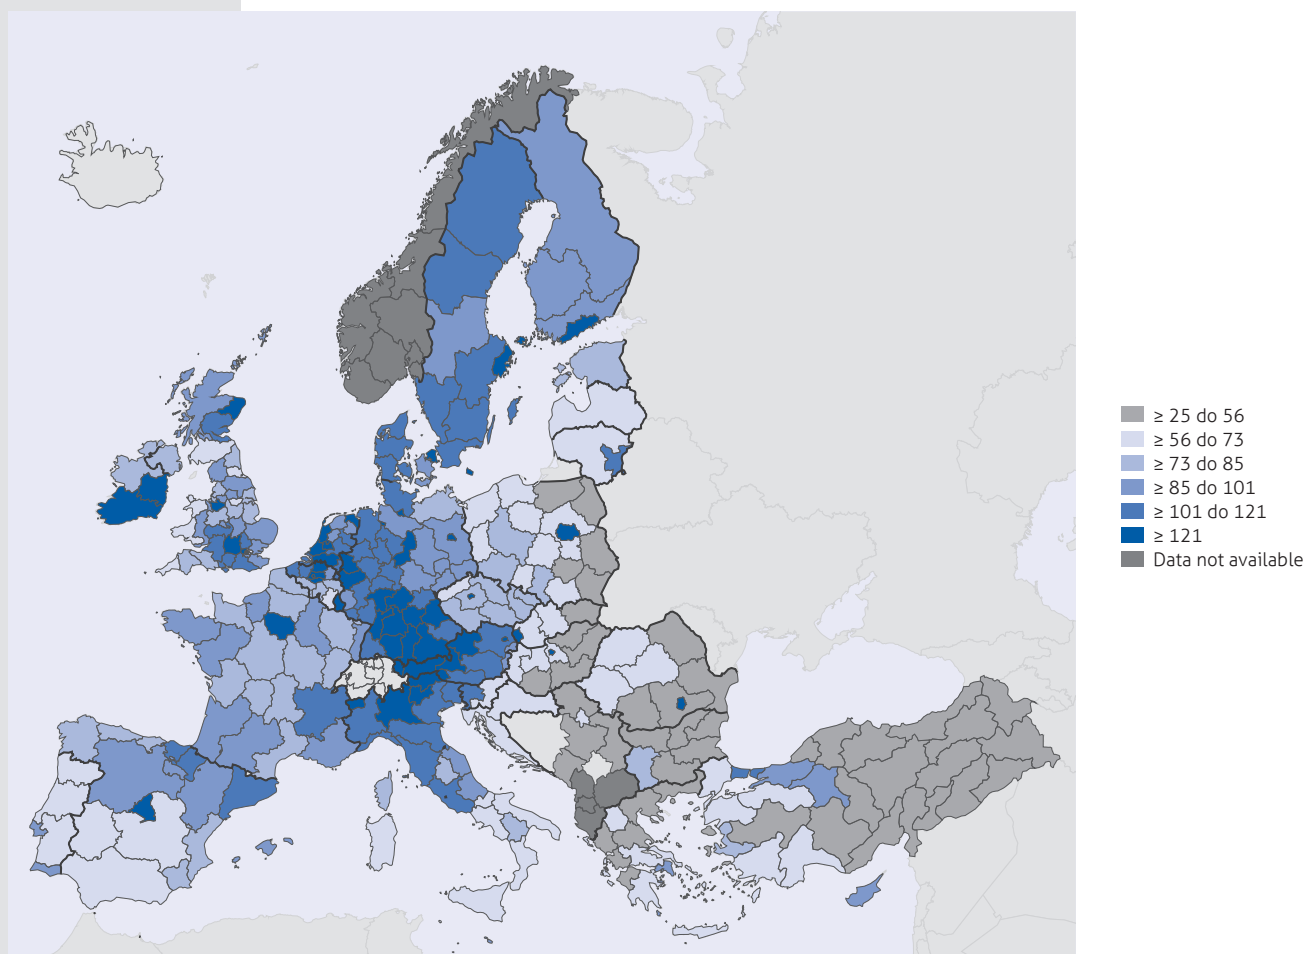 ≥ 25 do 56
≥ 56 do 73
≥ 73 do 85
≥ 85 do 101
≥ 101 do 121
≥ 121
Data not available